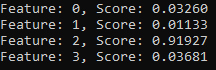 Feature: 0, Score: 0.03260
Feature: 1, Score: 0.01133
Feature: 2, Score: 0.91927
Feature: 3, Score: 0.03681